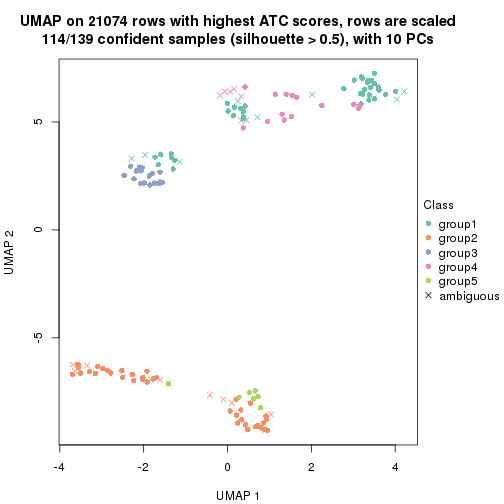 UMAP on 21074 rows with highest ATC scores, rows are scaled
114/139 confident samples (silhouette > 0.5), with 10 PCs
5
0
-5
UMAP 2
-4
-2
0
2
4
UMAP 1
Class
group1
group2
group3
group4
group5
ambiguous